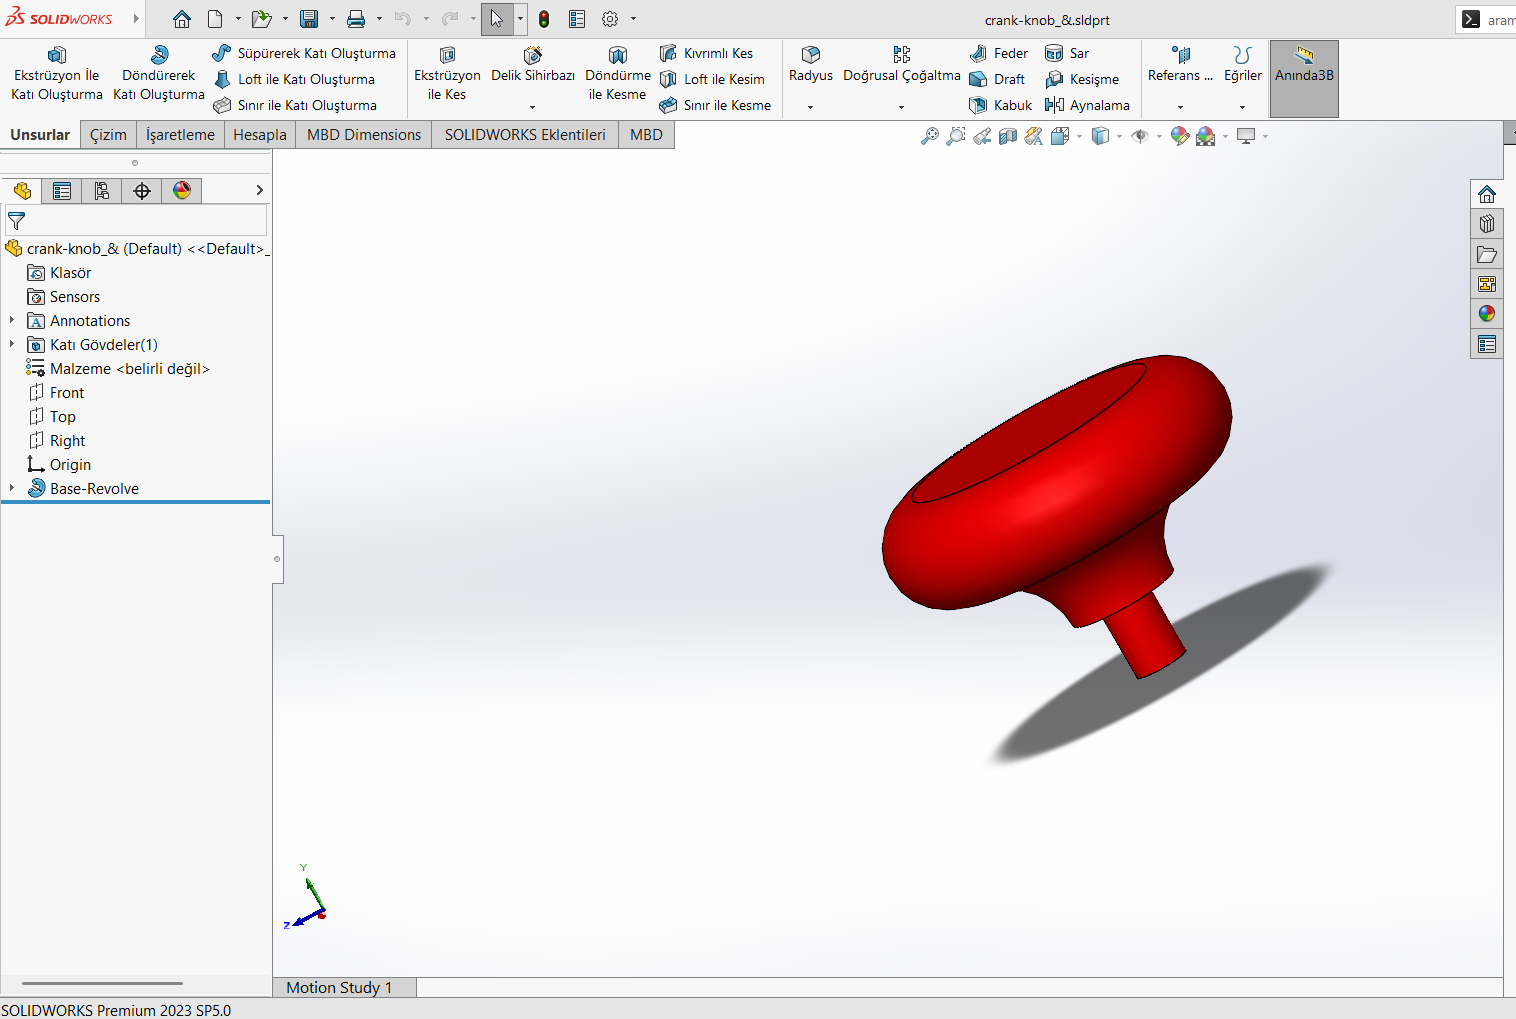 SOLIDWORKS
crank-knob_&.sldprt
aram
Ekstrüzyon İle
Katı Oluşturma
Döndürerek
Katı Oluşturma
Süpürerek Katı Oluşturma
Loft ile Katı Oluşturma
Sınır ile Katı Oluşturma
Ekstrüzyon
ile Kes
Delik Sihirbazı
Döndürme
ile Kesme
Kıvrımlı Kes
Loft ile Kesim
Sınır ile Kesme
Radyus
Doğrusal Çoğaltma
Feder
Draft
Kabuk
Sar
Kesişme
Aynalama
Referans ...
Eğriler
Anında3B
Unsurlar
Çizim
İşaretleme
Hesapla
MBD Dimensions
SOLIDWORKS Eklentileri
MBD
crank-knob_& (Default) <<Default>_
Klasör
Sensors
Annotations
Katı Gövdeler(1)
Malzeme <belirli değil>
Front
Top
Right
Origin
Base-Revolve
Y
Z
Motion Study 1
SOLIDWORKS Premium 2023 SP5.0